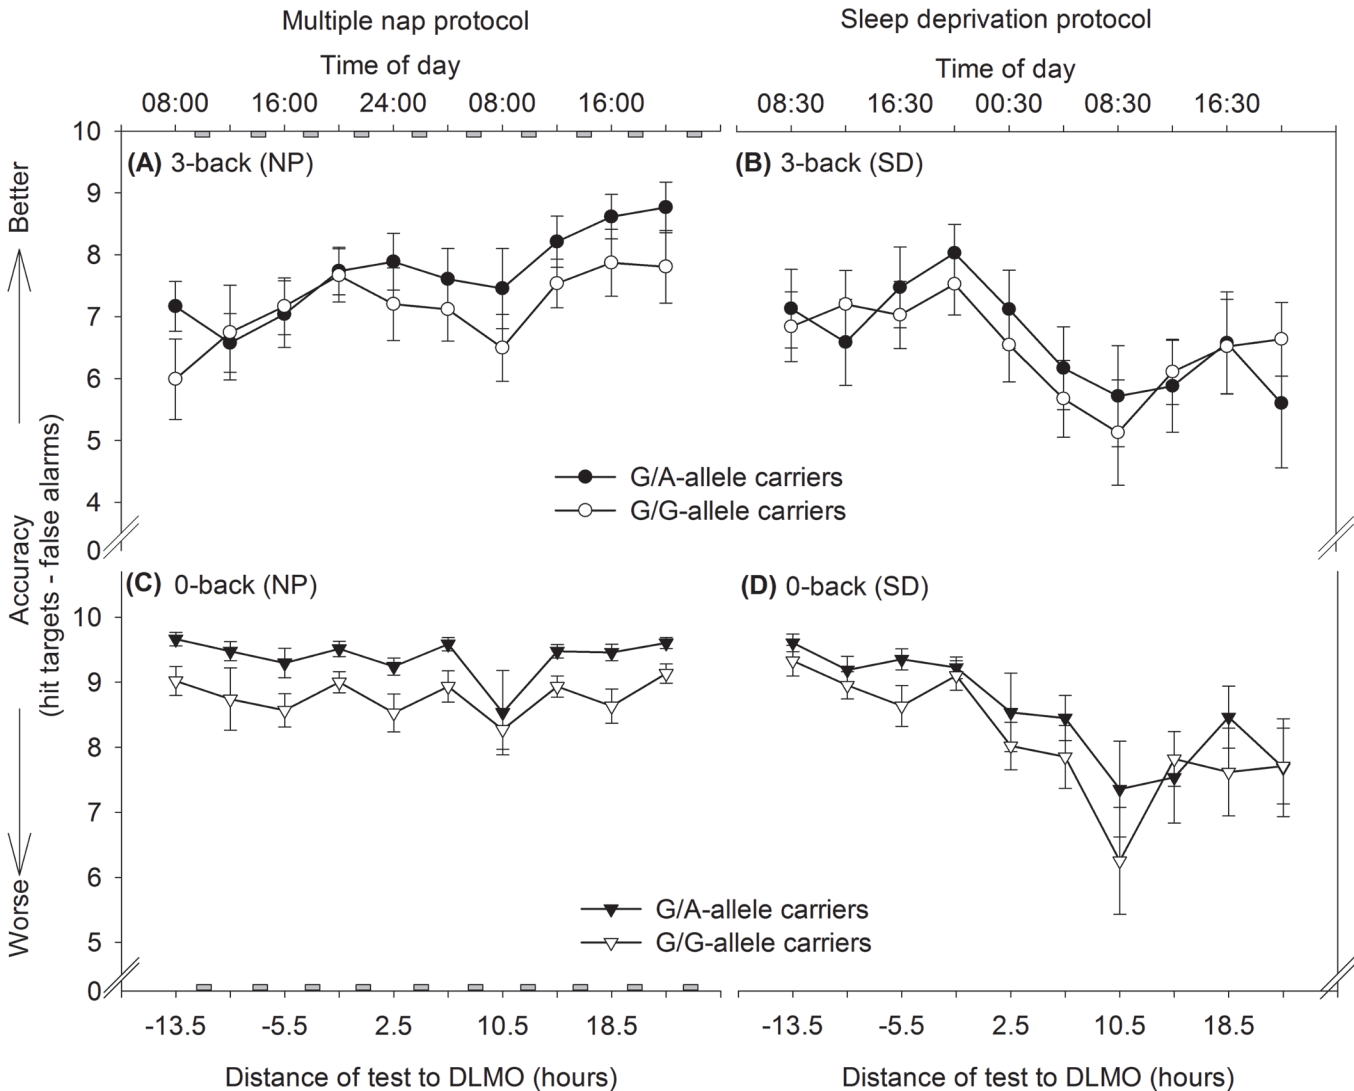 Multiple nap protocol
Sleep deprivation protocol
Time of day
Time of day
08:00 16:00 24:00 08:00 16:00
08:30 16:30 00:30 08:30 16:30
(A) 3-back (NP)
(B) 3-back (SD)
10
9
8
7
6
5
4
0
G/A-allele carriers
G/G-allele carriers
Better
Accuracy
(hit targets - false alarms)
Worse
(C) 0-back (NP)
(D) 0-back (SD)
10
9
8
7
6
5
0
G/A-allele carriers
G/G-allele carriers
-13.5 -5.5 2.5 10.5 18.5
-13.5 -5.5 2.5 10.5 18.5
Distance of test to DLMO (hours)
Distance of test to DLMO (hours)